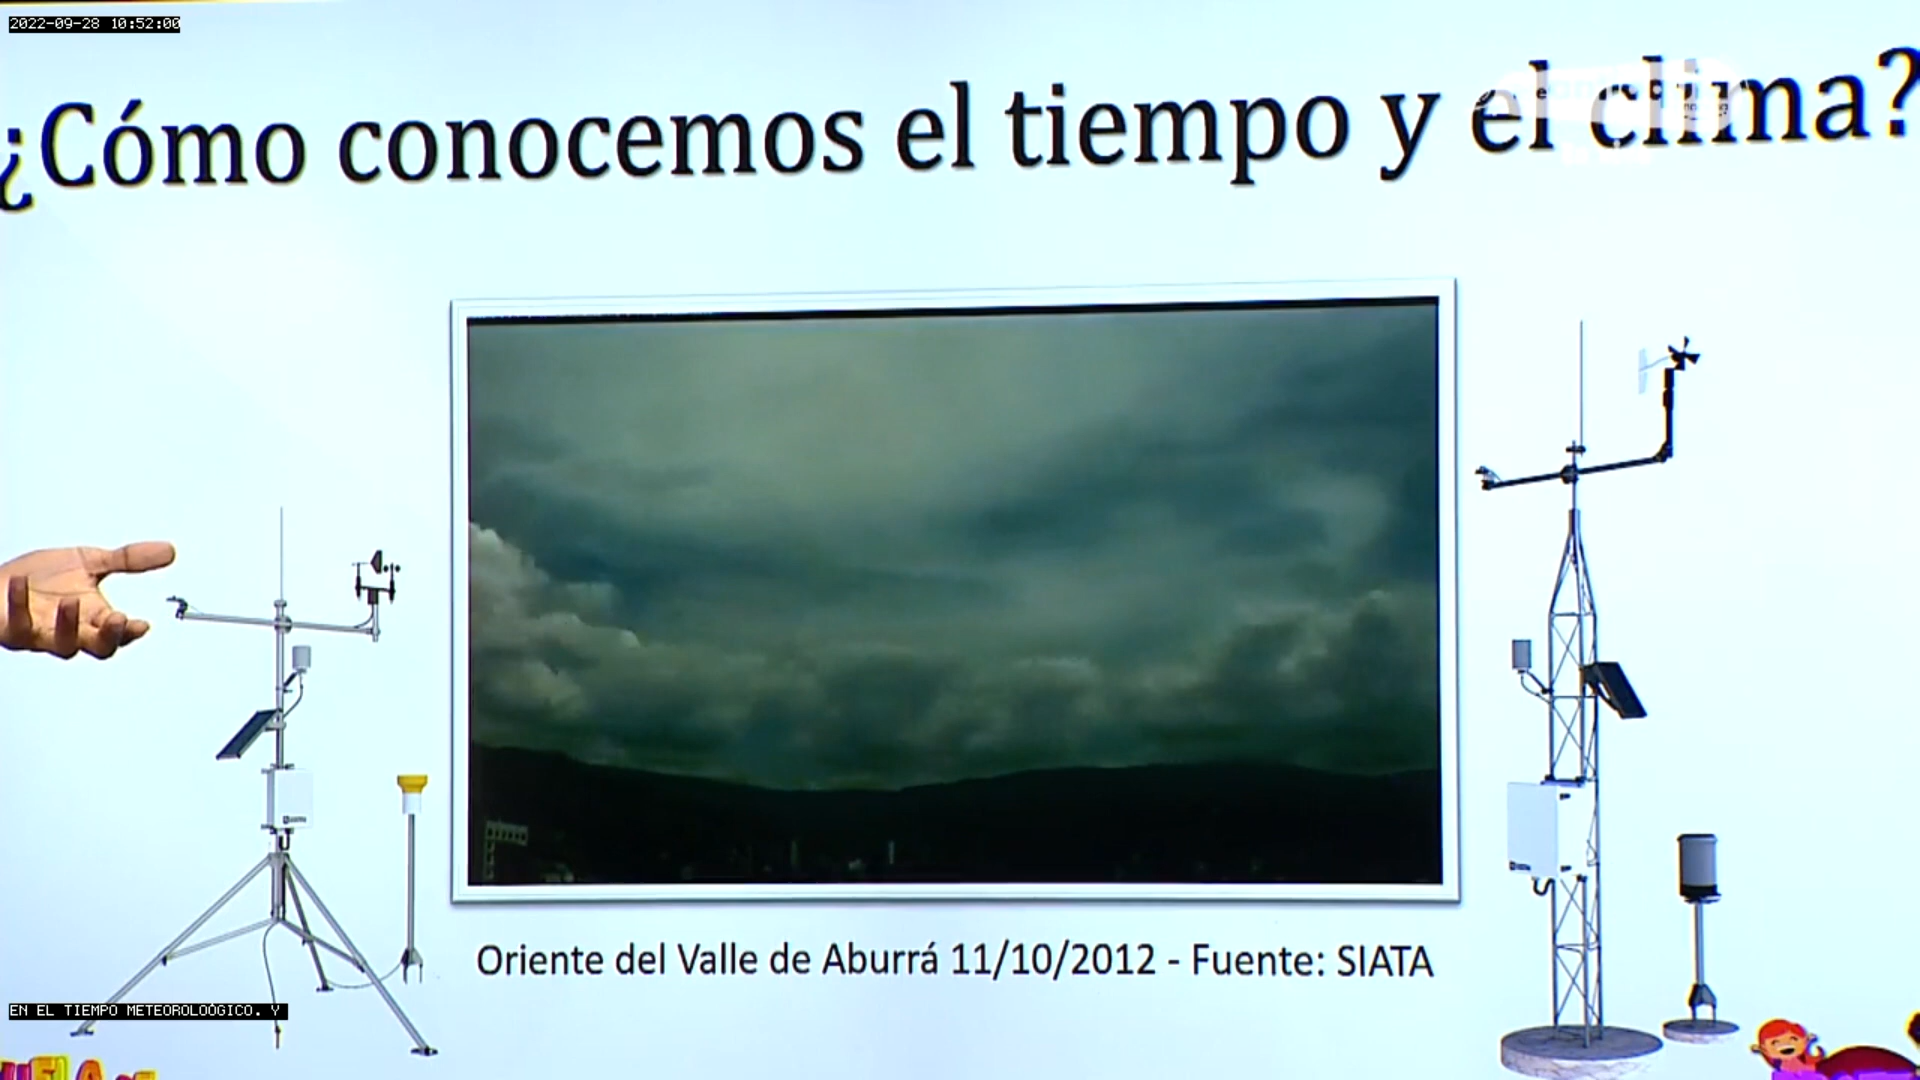 2022-09-28 10:52:00
¿Cómo conocemos el tiempo y el clima?
Oriente del Valle de Aburrá 11/10/2012 - Fuente: SIATA
EN EL TIEMPO METEOROLOÓGICO. Y